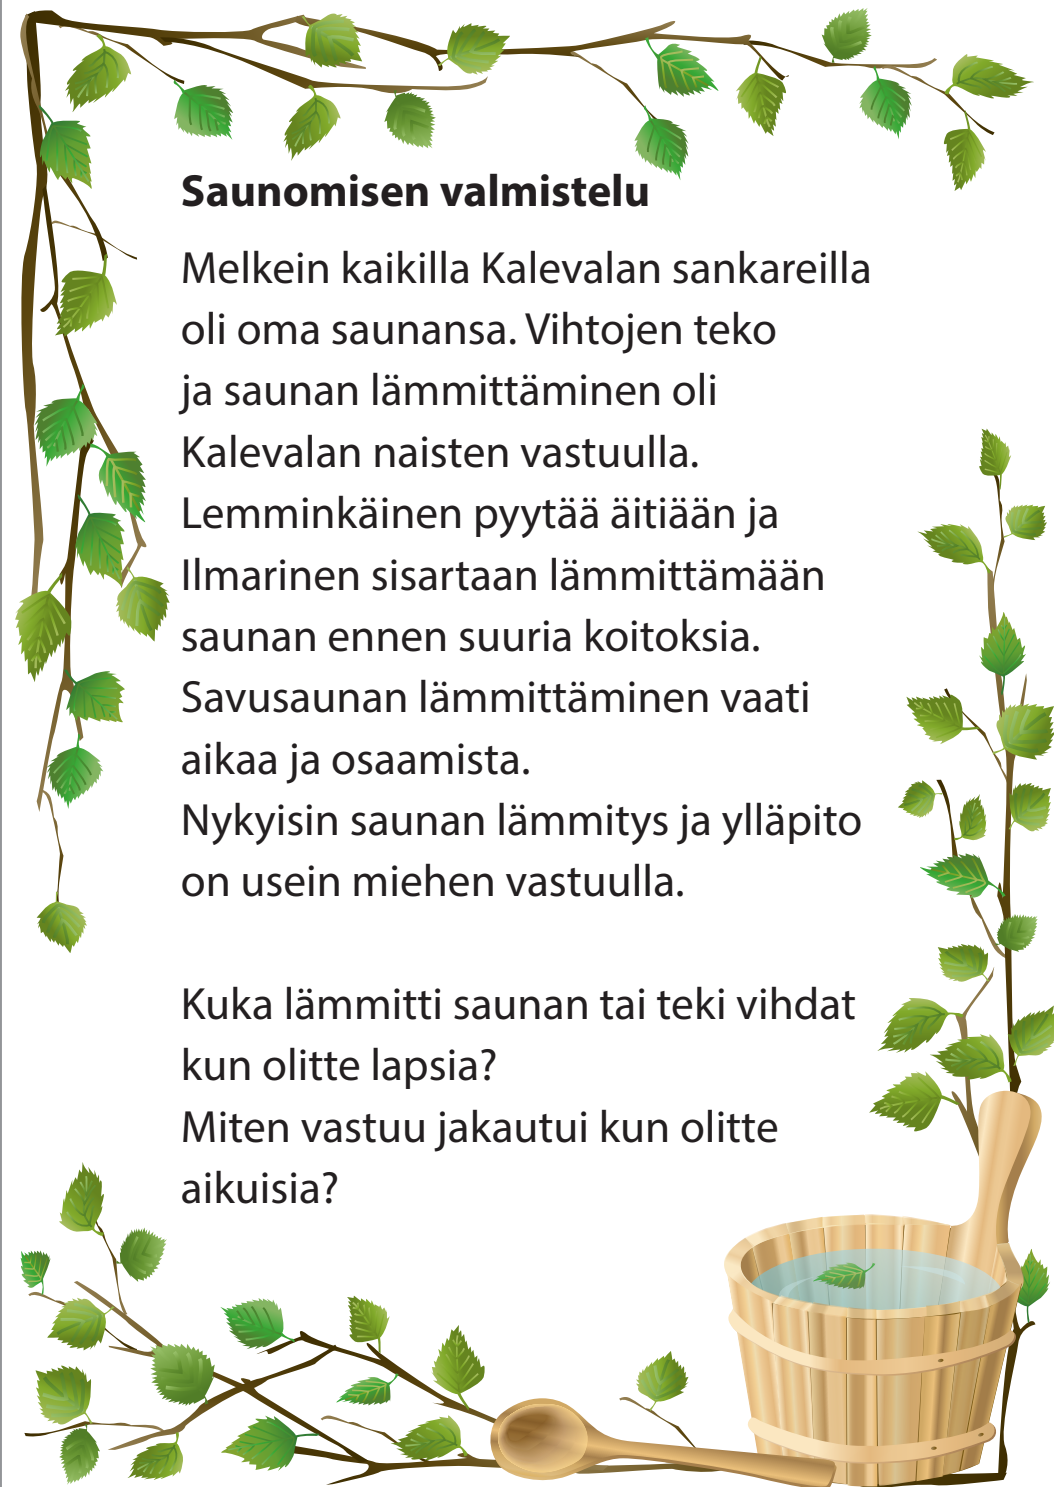 Saunomisen valmistelu
Melkein kaikilla Kalevalan sankareilla
oli oma saunansa. Vihtojen teko
ja saunan lämmittäminen oli
Kalevalan naisten vastuulla.
Lemminkäinen pyytää äitiään ja
Ilmarinen sisartaan lämmittämään
saunan ennen suuria koitoksia.
Savusaunan lämmittäminen vaati
aikaa ja osaamista.
Nykyisin saunan lämmitys ja ylläpito
on usein miehen vastuulla.
Kuka lämmitti saunan tai teki vihdat
kun olitte lapsia?
Miten vastuu jakautui kun olitte
aikuisia?